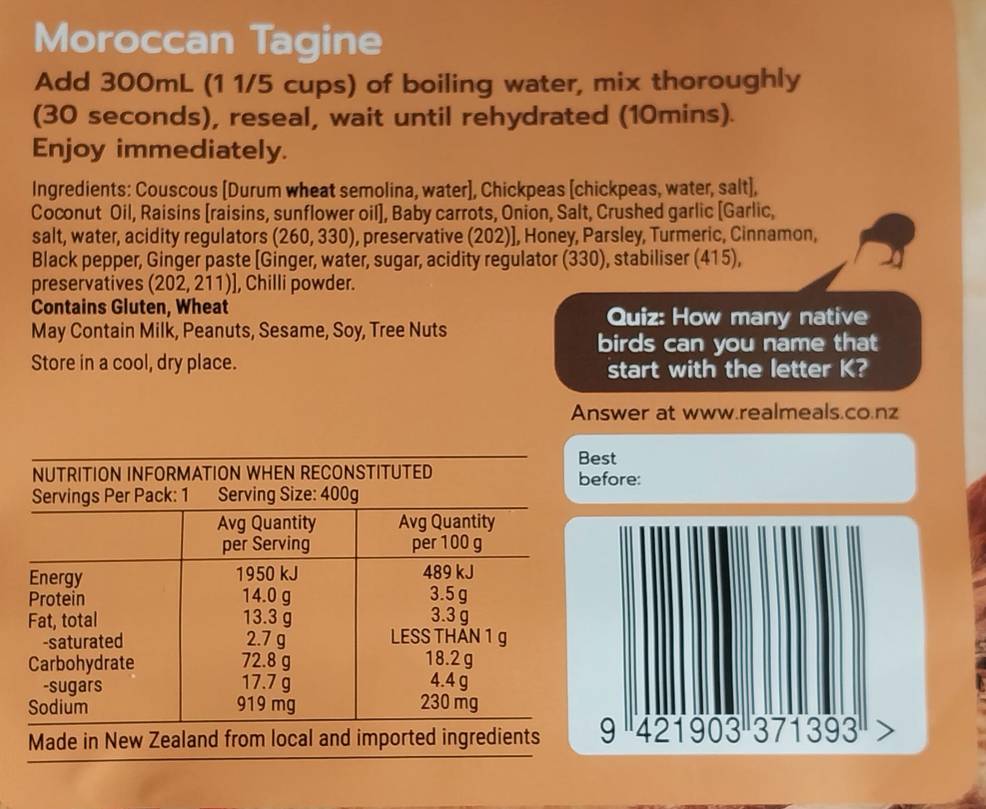 Moroccan Tagine
Add 300mL (1 1/5 cups) of boiling water, mix thoroughly
(30 seconds), reseal, wait until rehydrated (10mins).
Enjoy immediately.
Ingredients: Couscous [Durum wheat semolina, water], Chickpeas [chickpeas, water, salt],
Coconut Oil, Raisins [raisins, sunflower oil], Baby carrots, Onion, Salt, Crushed garlic [Garlic,
salt, water, acidity regulators (260, 330), preservative (202)], Honey, Parsley, Turmeric, Cinnamon,
Black pepper, Ginger paste [Ginger, water, sugar, acidity regulator (330), stabiliser (415),
preservatives (202, 211)], Chilli powder.
Contains Gluten, Wheat
May Contain Milk, Peanuts, Sesame, Soy, Tree Nuts
Store in a cool, dry place.
Quiz: How many native
birds can you name that
start with the letter K?
Answer at www.realmeals.co.nz
Best
before:
NUTRITION INFORMATION WHEN RECONSTITUTED
Servings Per Pack: 1 Serving Size: 400g
Avg Quantity per Serving Avg Quantity per 100 g
Energy 1950 kJ 489 kJ
Protein 14.0 g 3.5 g
Fat, total 13.3 g 3.3 g
-saturated 2.7 g LESS THAN 1 g
Carbohydrate 72.8 g 18.2 g
-sugars 17.7 g 4.4 g
Sodium 919 mg 230 mg
Made in New Zealand from local and imported ingredients
9 421903 371393 >